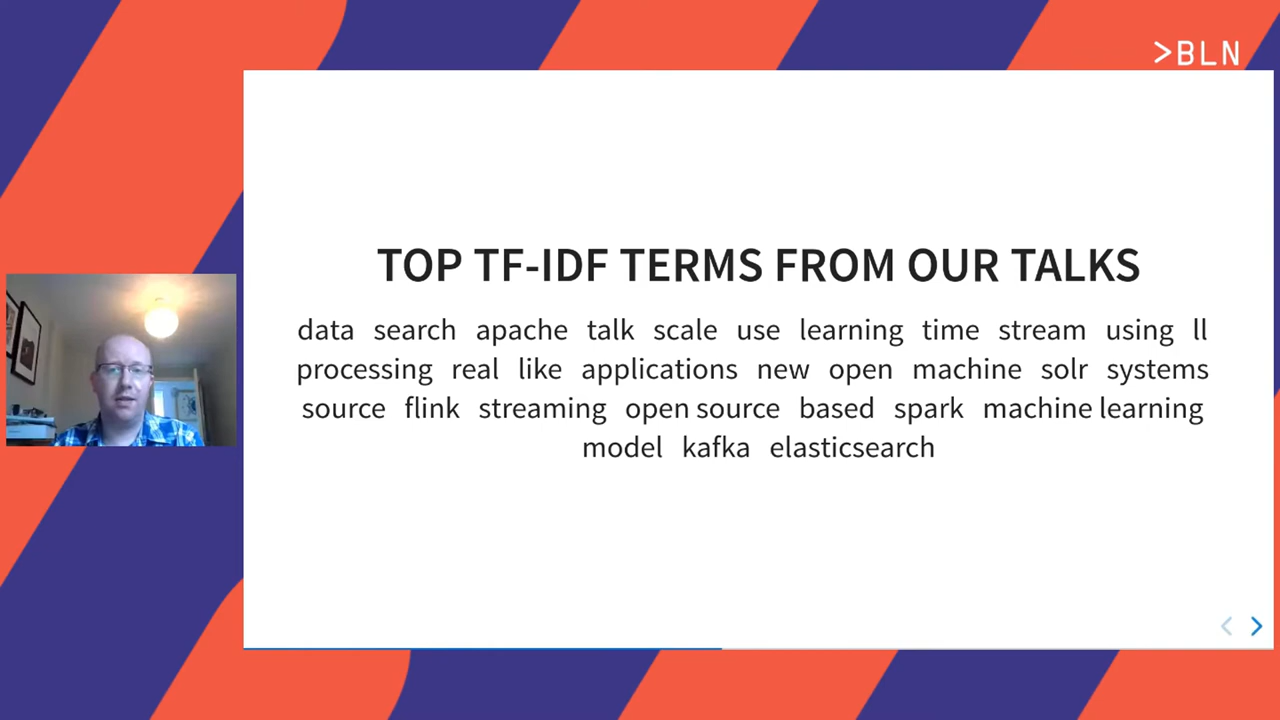 >BLN
TOP TF-IDF TERMS FROM OUR TALKS
data search apache talk scale use learning time stream using ll
processing real like applications new open machine solr systems
source flink streaming open source based spark machine learning
model kafka elasticsearch